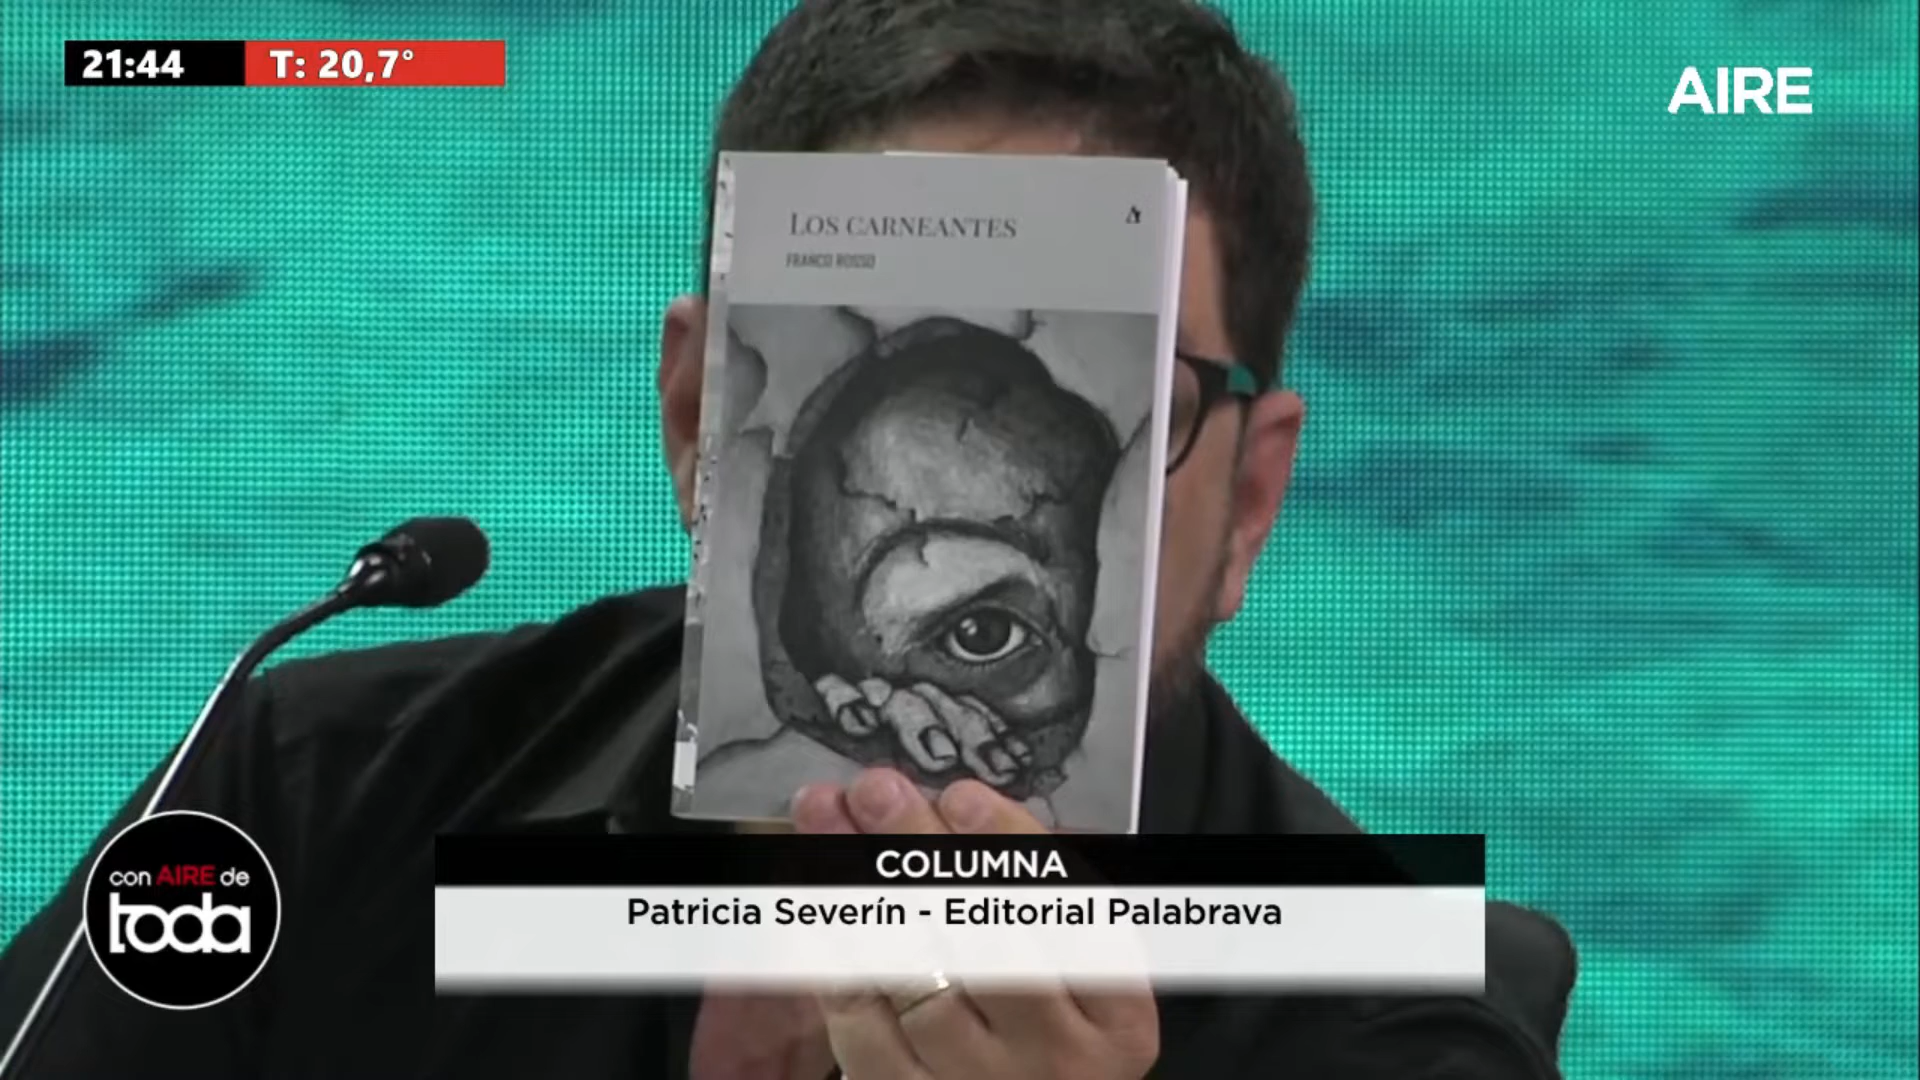 21:44 T: 20,7°
AIRE
LOS CARNEANTES
FRANCO ROSSO
con AIRE de
toda
COLUMNA
Patricia Severín - Editorial Palabrava